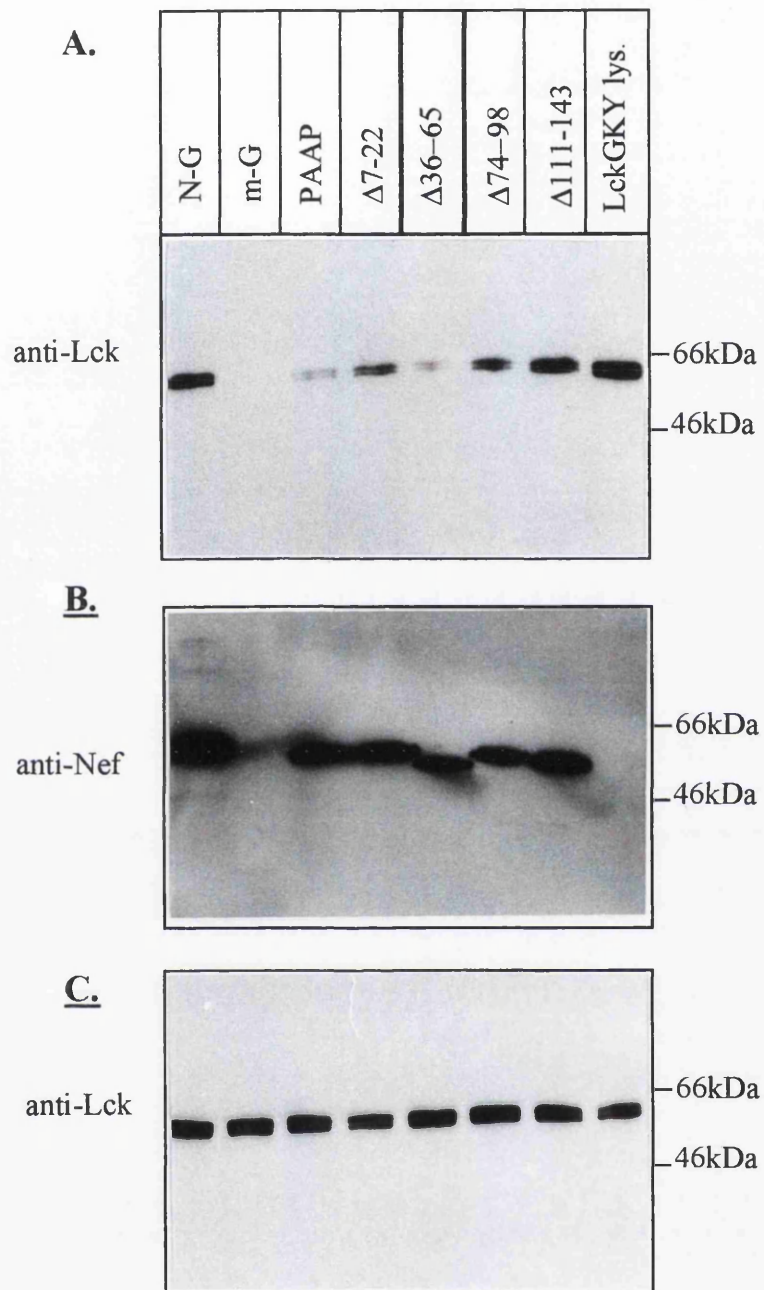 A.
N-G
m-G
PAAP
Δ7-22
Δ36–65
Δ74–98
Δ111-143
LckGKY lys.
anti-Lck
66kDa
46kDa
B.
anti-Nef
66kDa
46kDa
C.
anti-Lck
66kDa
46kDa